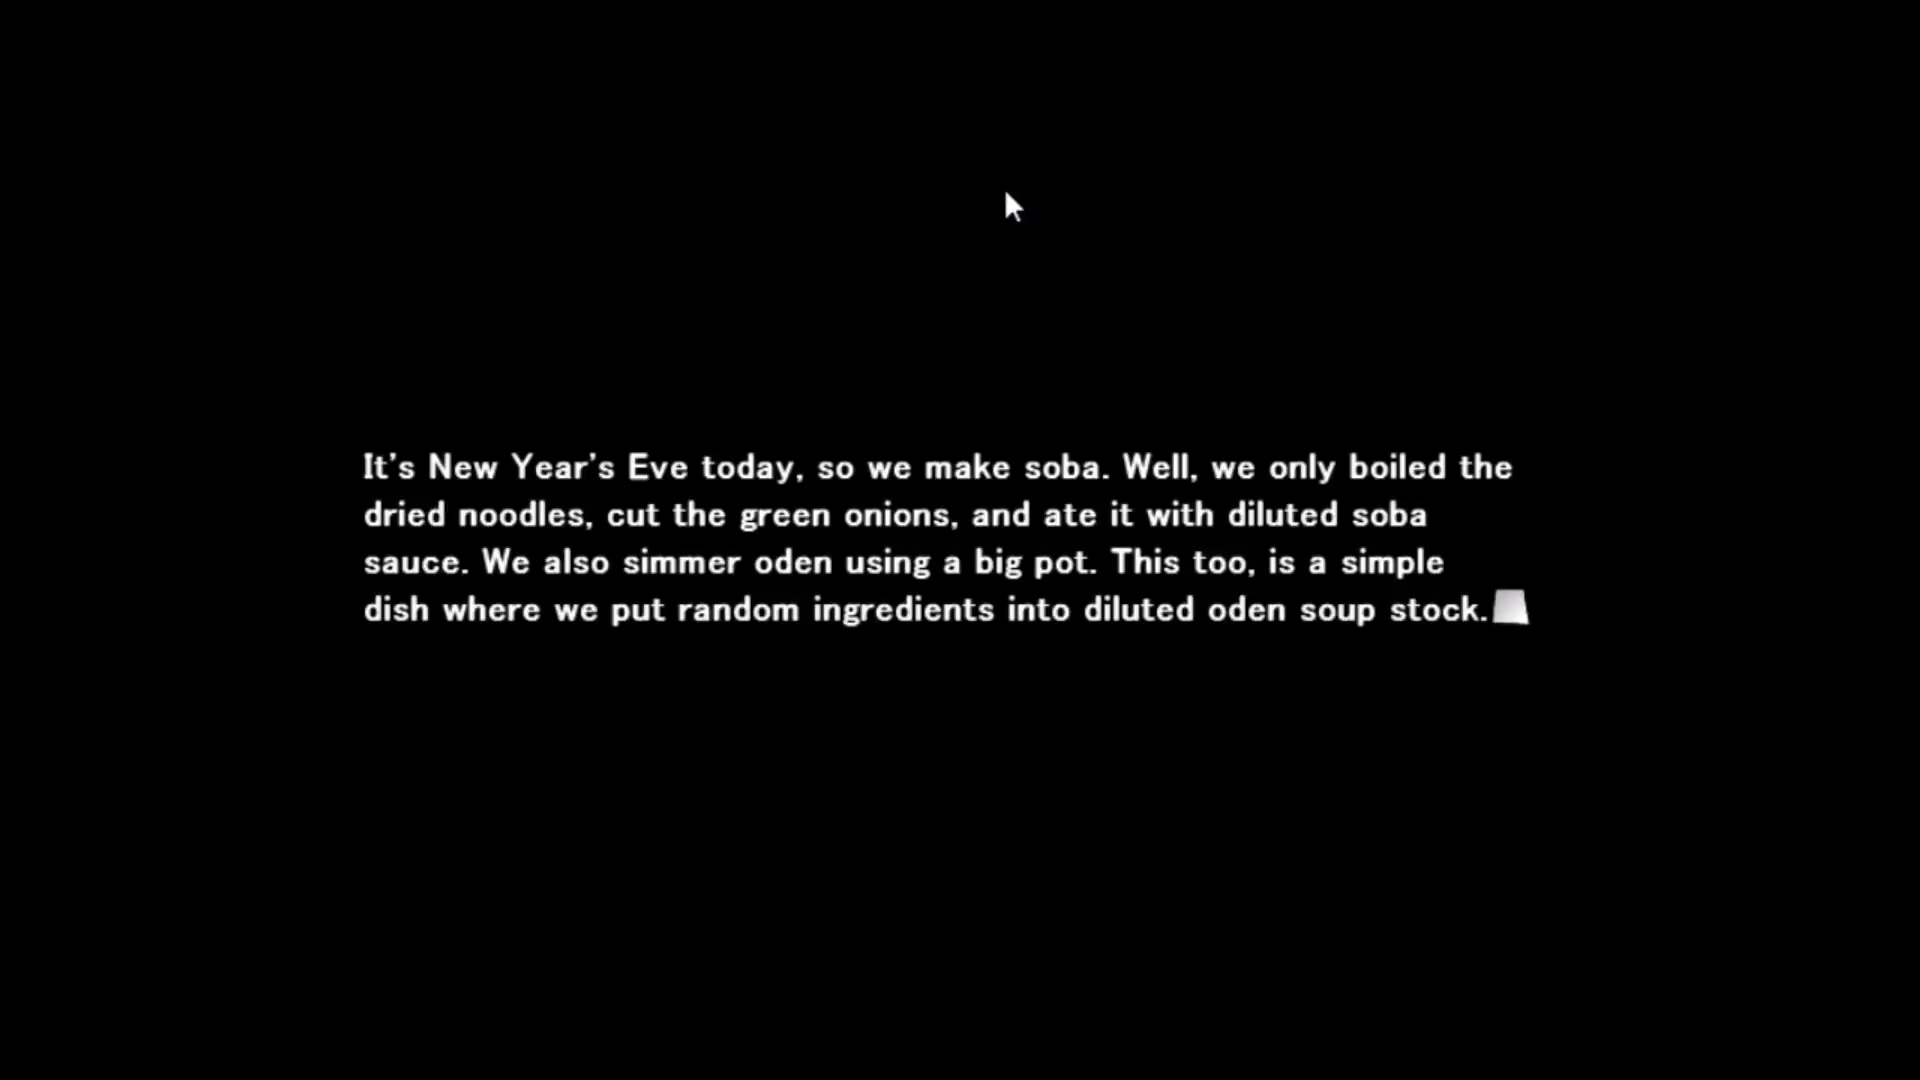 It's New Year's Eve today, so we make soba. Well, we only boiled the
dried noodles, cut the green onions, and ate it with diluted soba
sauce. We also simmer oden using a big pot. This too, is a simple
dish where we put random ingredients into diluted oden soup stock.